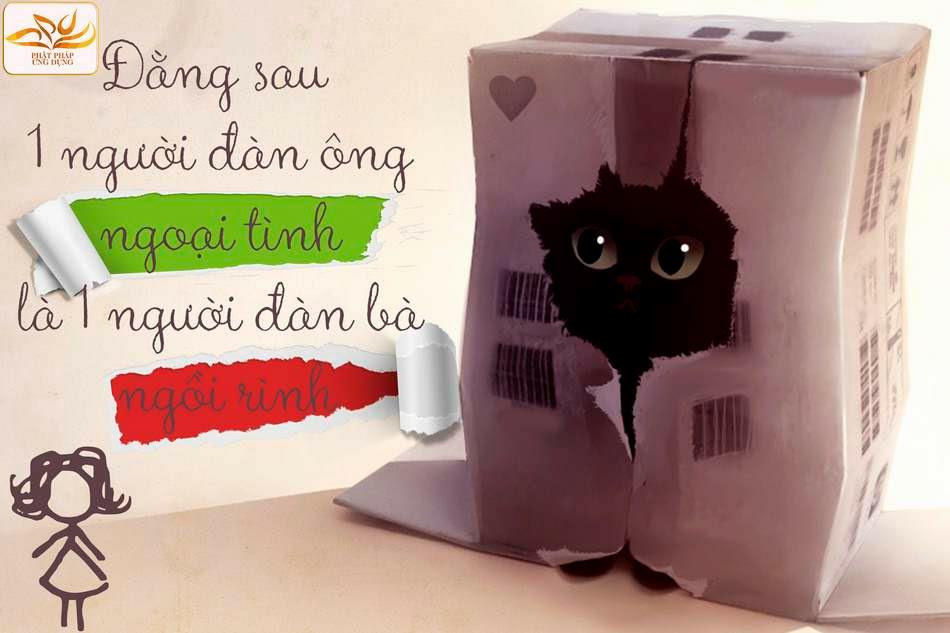 PHẬT PHÁP
ỨNG DỤNG
Đằng sau
1 người đàn ông
ngoại tình
là 1 người đàn bà
ngồi rình